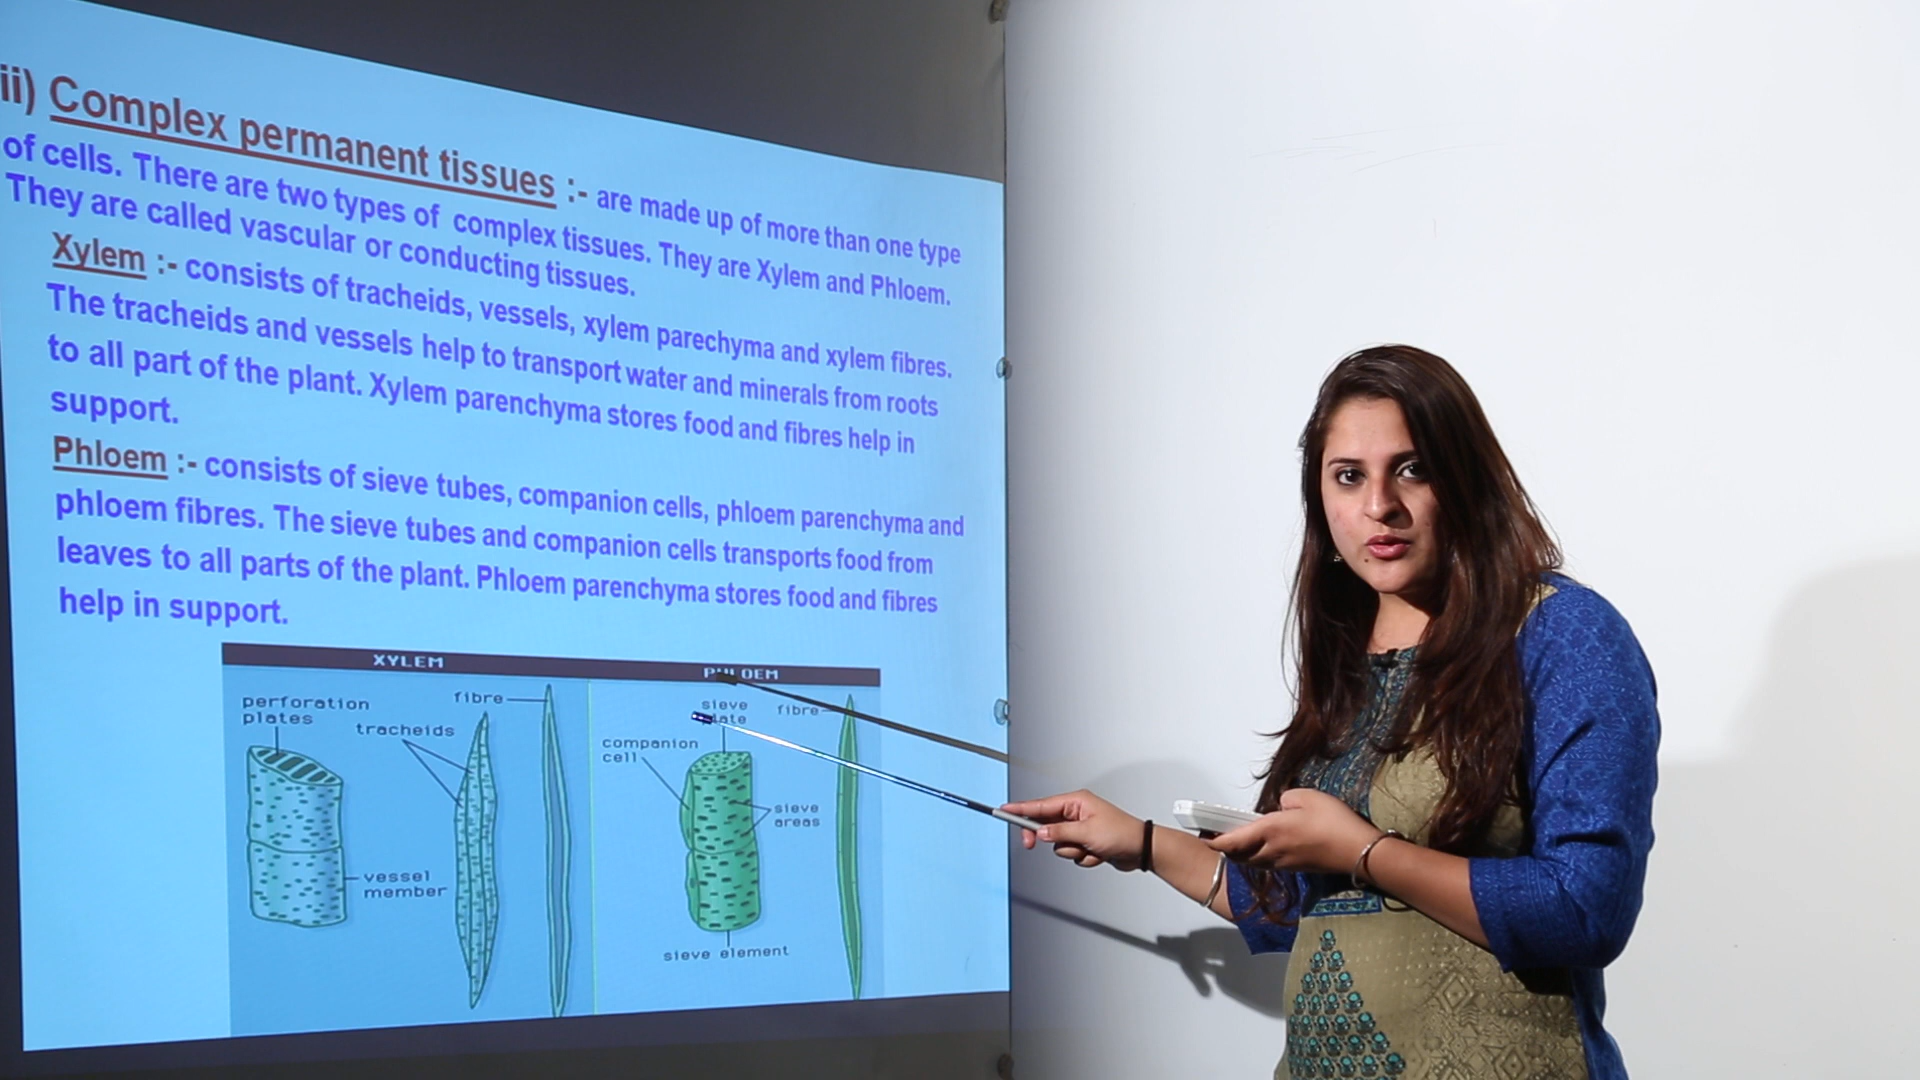 ii) Complex permanent tissues :- are made up of more than one type
of cells. There are two types of complex tissues. They are Xylem and Phloem.
They are called vascular or conducting tissues.
Xylem :- consists of tracheids, vessels, xylem parechyma and xylem fibres.
The tracheids and vessels help to transport water and minerals from roots
to all part of the plant. Xylem parenchyma stores food and fibres help in
support.
Phloem :- consists of sieve tubes, companion cells, phloem parenchyma and
phloem fibres. The sieve tubes and companion cells transports food from
leaves to all parts of the plant. Phloem parenchyma stores food and fibres
help in support.
XYLEM
perforation
plates
tracheids
fibre
vessel
member
PHLOEM
sieve
plate
fibre
companion
cell
sieve
areas
sieve element